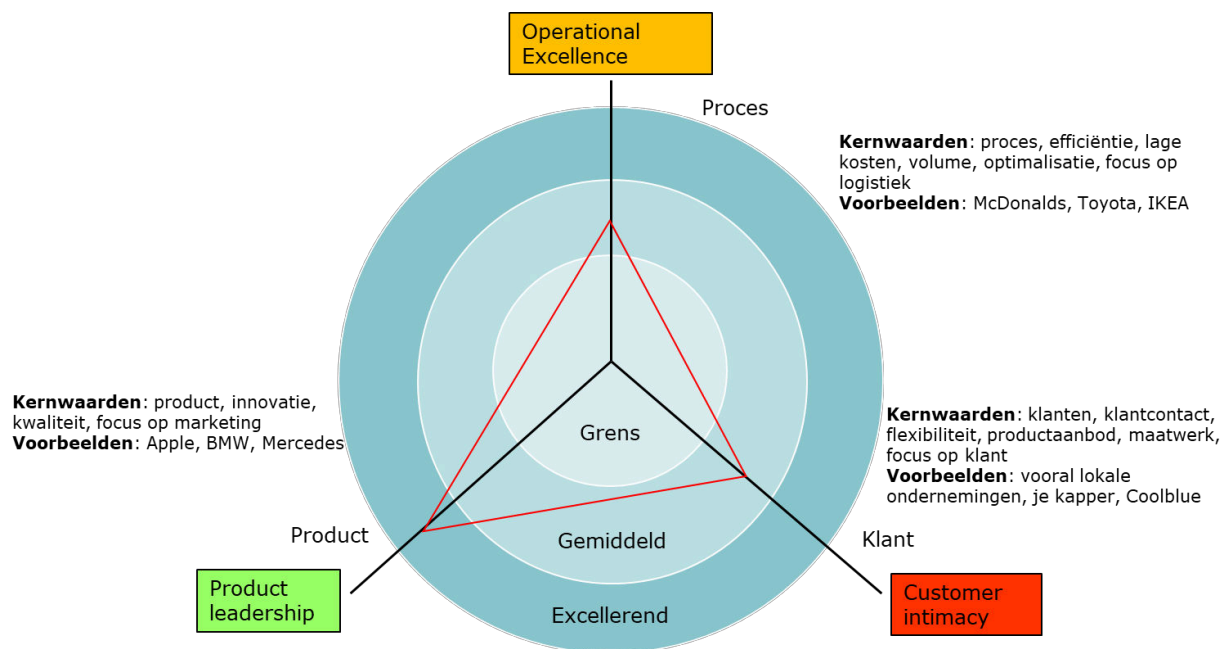 Operational
Excellence
Proces
Kernwaarden: proces, efficiëntie, lage
kosten, volume, optimalisatie, focus op
logistiek
Voorbeelden: McDonalds, Toyota, IKEA
Kernwaarden: product, innovatie,
kwaliteit, focus op marketing
Voorbeelden: Apple, BMW, Mercedes
Grens
Kernwaarden: klanten, klantcontact,
flexibiliteit, productaanbod, maatwerk,
focus op klant
Voorbeelden: vooral lokale
ondernemingen, je kapper, Coolblue
Product
Gemiddeld
Klant
Product
leadership
Excellerend
Customer
intimacy